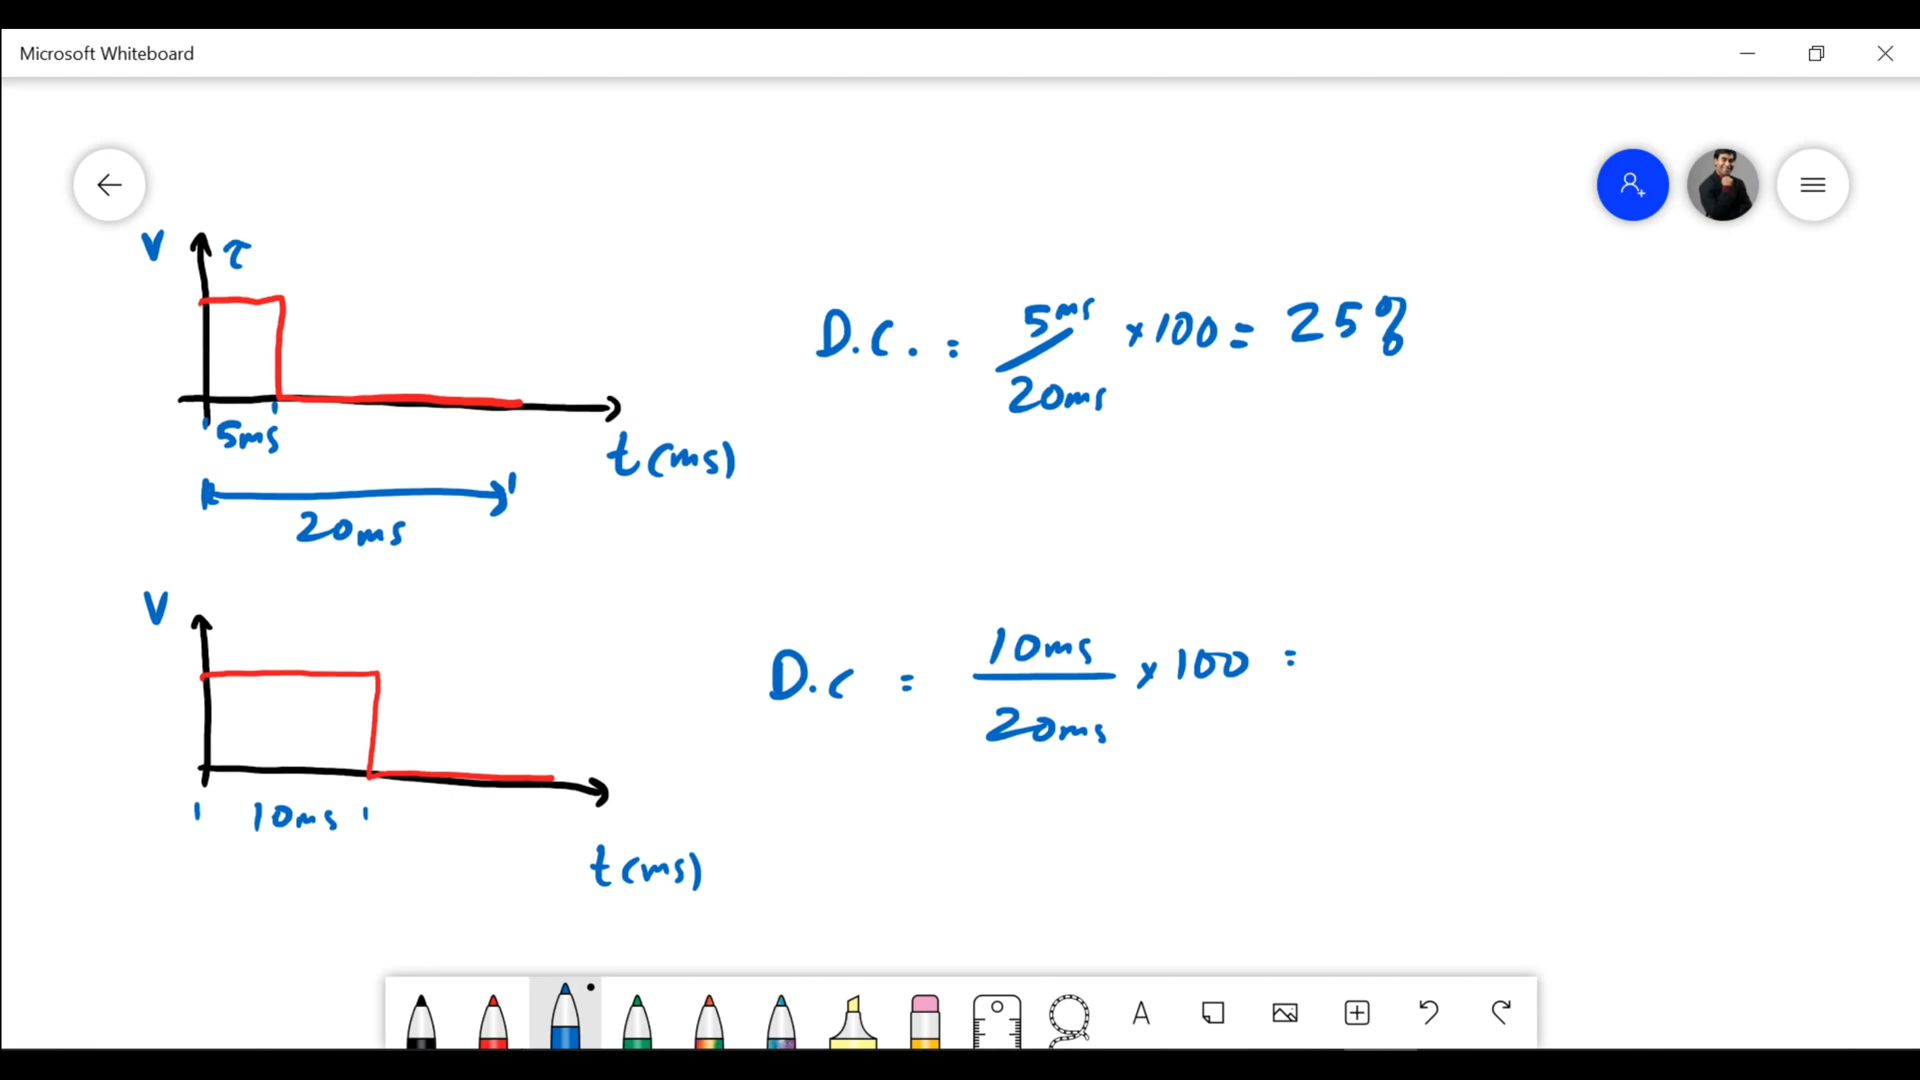 Microsoft Whiteboard
V τ
D.C. = 5ms/20ms × 100 = 25%
5ms
t(ms)
20ms
V
D.C = 10ms/20ms × 100 =
10ms
t(ms)
A